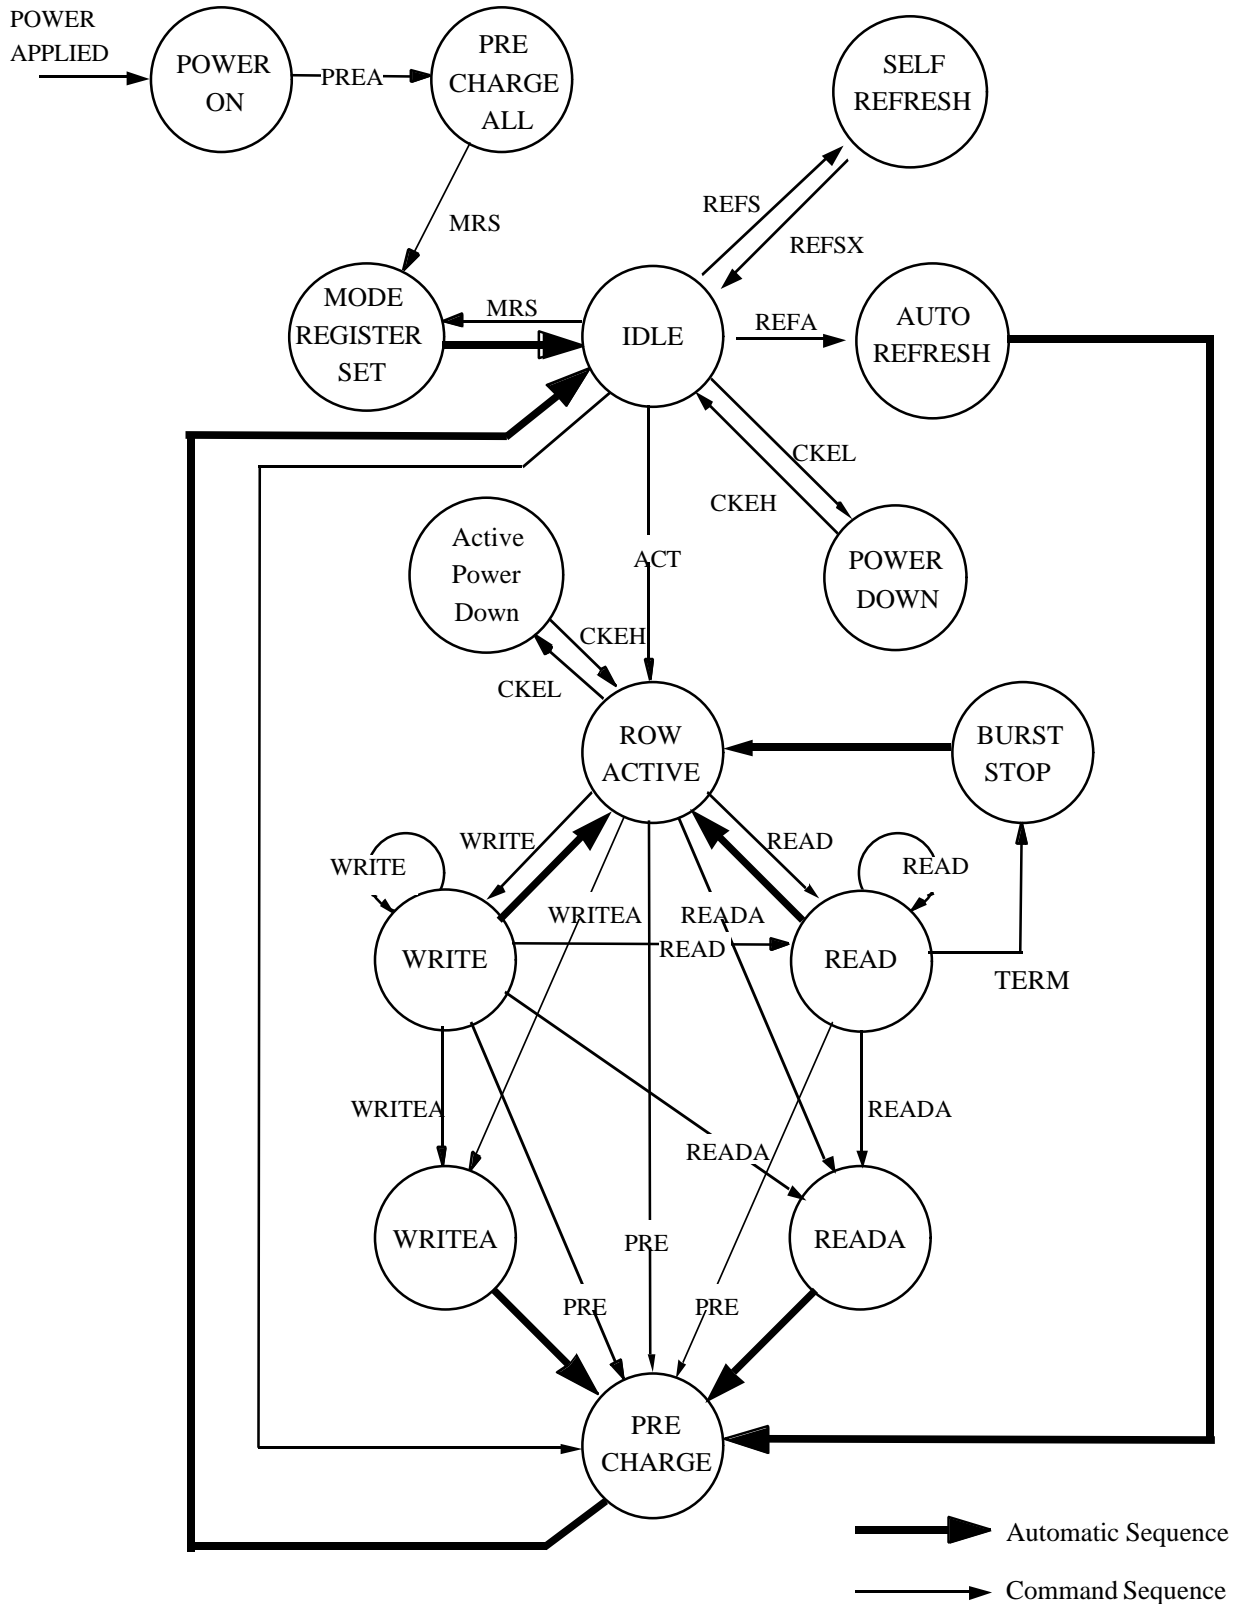 POWER
APPLIED
POWER
ON
PREA
PRE
CHARGE
ALL
SELF
REFRESH
MRS
REFS
REFSX
MODE
REGISTER
SET
MRS
IDLE
REFA
AUTO
REFRESH
CKEL
CKEH
Active
Power
Down
ACT
POWER
DOWN
CKEH
CKEL
ROW
ACTIVE
BURST
STOP
WRITE
WRITE
READ
READ
WRITEA
READA
WRITE
READ
READ
TERM
WRITEA
READA
READA
WRITEA
READA
PRE
PRE
PRE
PRE
CHARGE
Automatic Sequence
Command Sequence